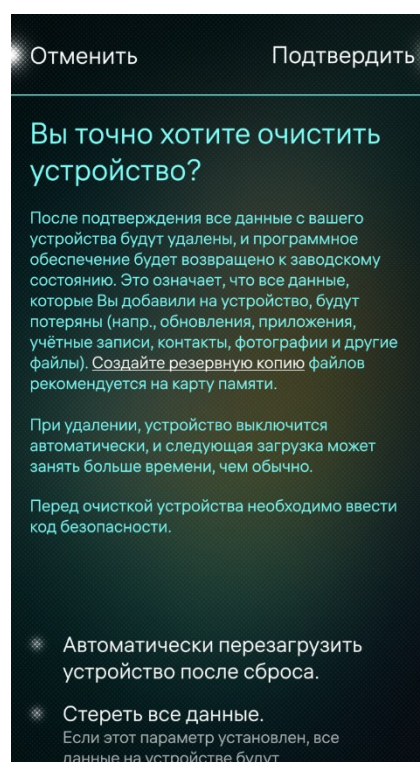 Отменить
Подтвердить
Вы точно хотите очистить
устройство?
После подтверждения все данные с вашего
устройства будут удалены, и программное
обеспечение будет возвращено к заводскому
состоянию. Это означает, что все данные,
которые Вы добавили на устройство, будут
потеряны (напр., обновления, приложения,
учётные записи, контакты, фотографии и другие
файлы). Создайте резервную копию файлов
рекомендуется на карту памяти.
При удалении, устройство выключится
автоматически, и следующая загрузка может
занять больше времени, чем обычно.
Перед очисткой устройства необходимо ввести
код безопасности.
Автоматически перезагрузить
устройство после сброса.
Стереть все данные.
Если этот параметр установлен, все
данные на устройстве будут